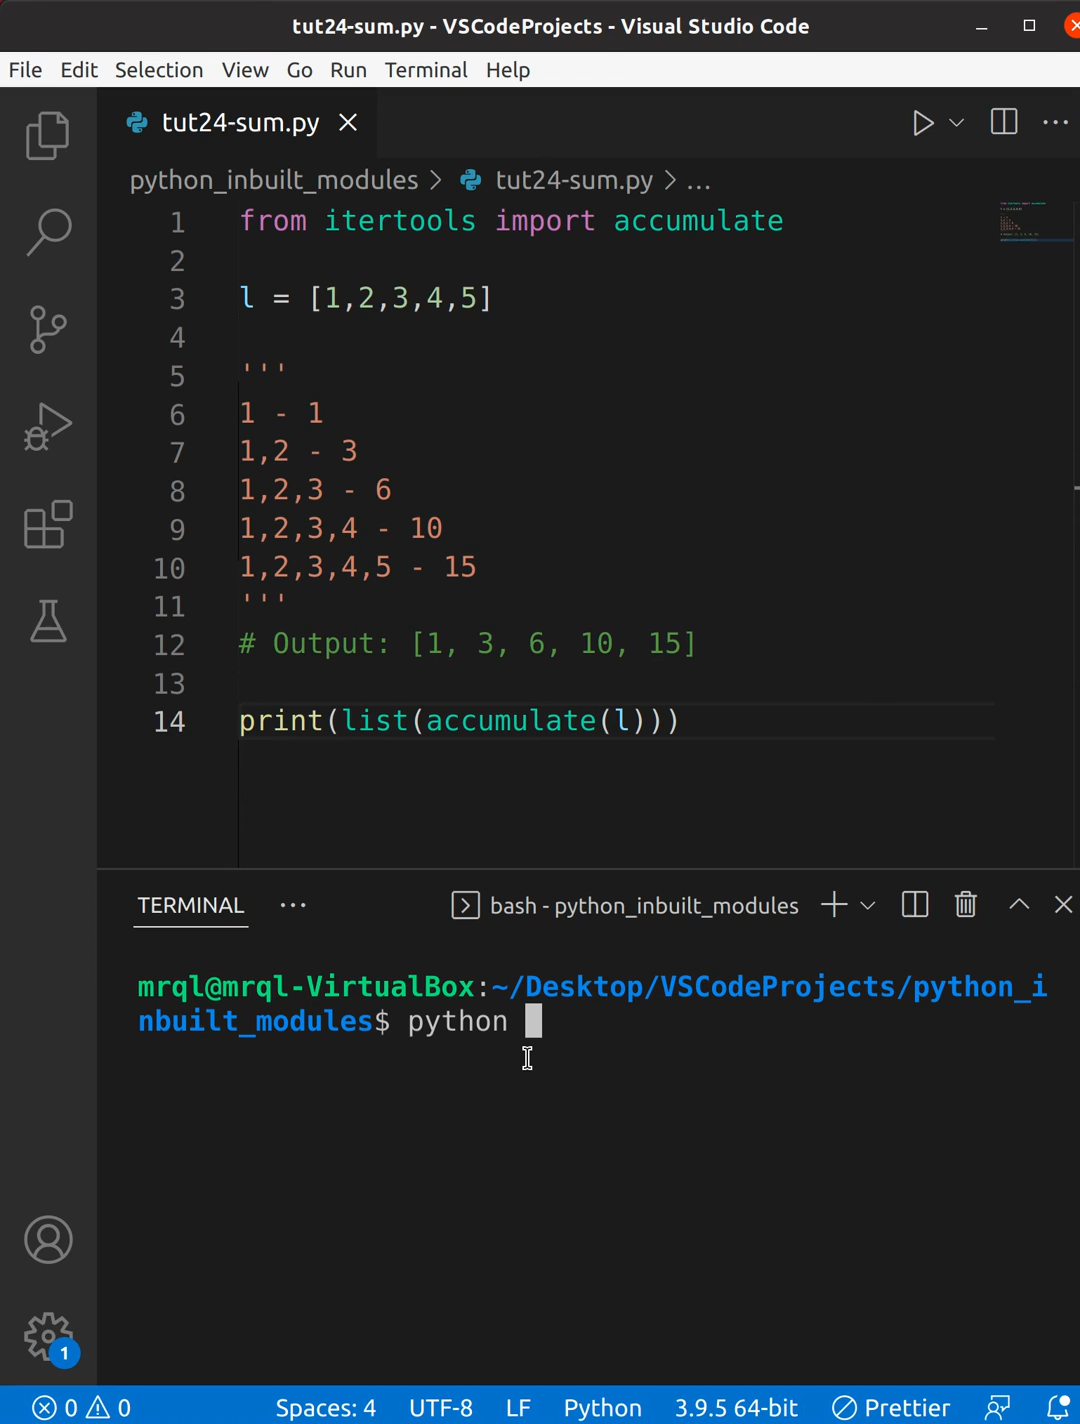 tut24-sum.py - VSCodeProjects - Visual Studio Code
File Edit Selection View Go Run Terminal Help
tut24-sum.py
python_inbuilt_modules > tut24-sum.py > ...
1 from itertools import accumulate
2
3 l = [1,2,3,4,5]
4
5 '''
6 1 - 1
7 1,2 - 3
8 1,2,3 - 6
9 1,2,3,4 - 10
10 1,2,3,4,5 - 15
11 '''
12 # Output: [1, 3, 6, 10, 15]
13
14 print(list(accumulate(l)))
TERMINAL ... bash - python_inbuilt_modules
mrql@mrql-VirtualBox:~/Desktop/VSCodeProjects/python_i
nbuilt_modules$ python
1
0 0 Spaces: 4 UTF-8 LF Python 3.9.5 64-bit Prettier